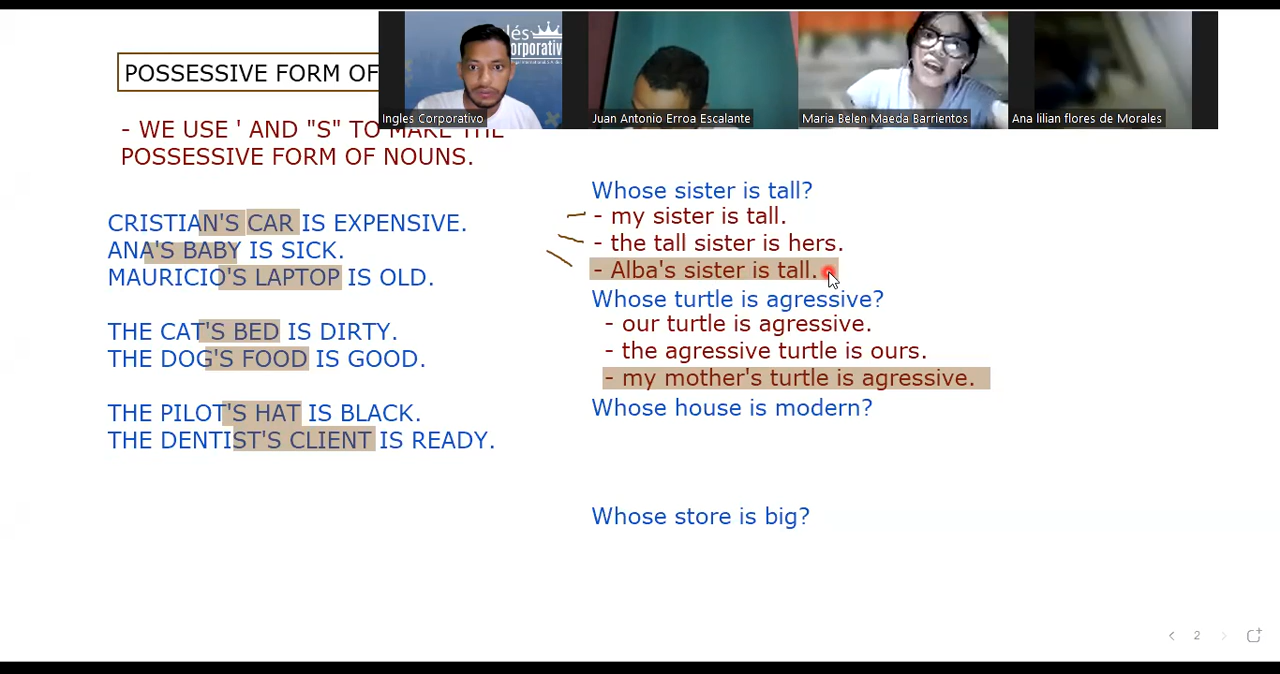 POSSESSIVE FORM OF
- WE USE ' AND "S" TO MAKE THE
POSSESSIVE FORM OF NOUNS.
CRISTIAN'S CAR IS EXPENSIVE.
ANA'S BABY IS SICK.
MAURICIO'S LAPTOP IS OLD.
THE CAT'S BED IS DIRTY.
THE DOG'S FOOD IS GOOD.
THE PILOT'S HAT IS BLACK.
THE DENTIST'S CLIENT IS READY.
Ingles Corporativo
Juan Antonio Erroa Escalante
Maria Belen Maeda Barrientos
Ana lilian flores de Morales
Whose sister is tall?
- my sister is tall.
- the tall sister is hers.
- Alba's sister is tall.
Whose turtle is agressive?
- our turtle is agressive.
- the agressive turtle is ours.
- my mother's turtle is agressive.
Whose house is modern?
Whose store is big?
2